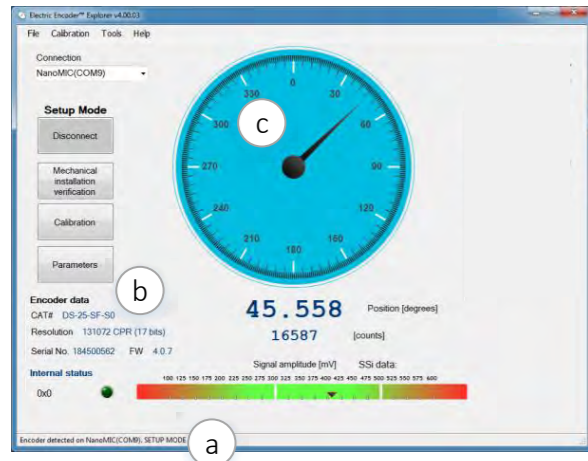 Electric Encoder™ Explorer v4.00.03
File Calibration Tools Help
Connection
NanoMIC(COM9)
Setup Mode
Disconnect
Mechanical
installation
verification
Calibration
Parameters
0
30
60
90
120
160
180
210
240
270
300
330
c
b
Encoder data
CAT# DS-25-SF-S0
Resolution 131072 CPR (17 bits)
Serial No. 184500562 FW 4.0.7
Internal status
0x0
45.558 Position [degrees]
16587 [counts]
Signal amplitude [mV] SSi data:
100 125 150 175 200 225 250 275 300 325 350 375 400 425 450 475 500 525 550 575 600
Encoder detected on NanoMIC(COM9), SETUP MODE
a